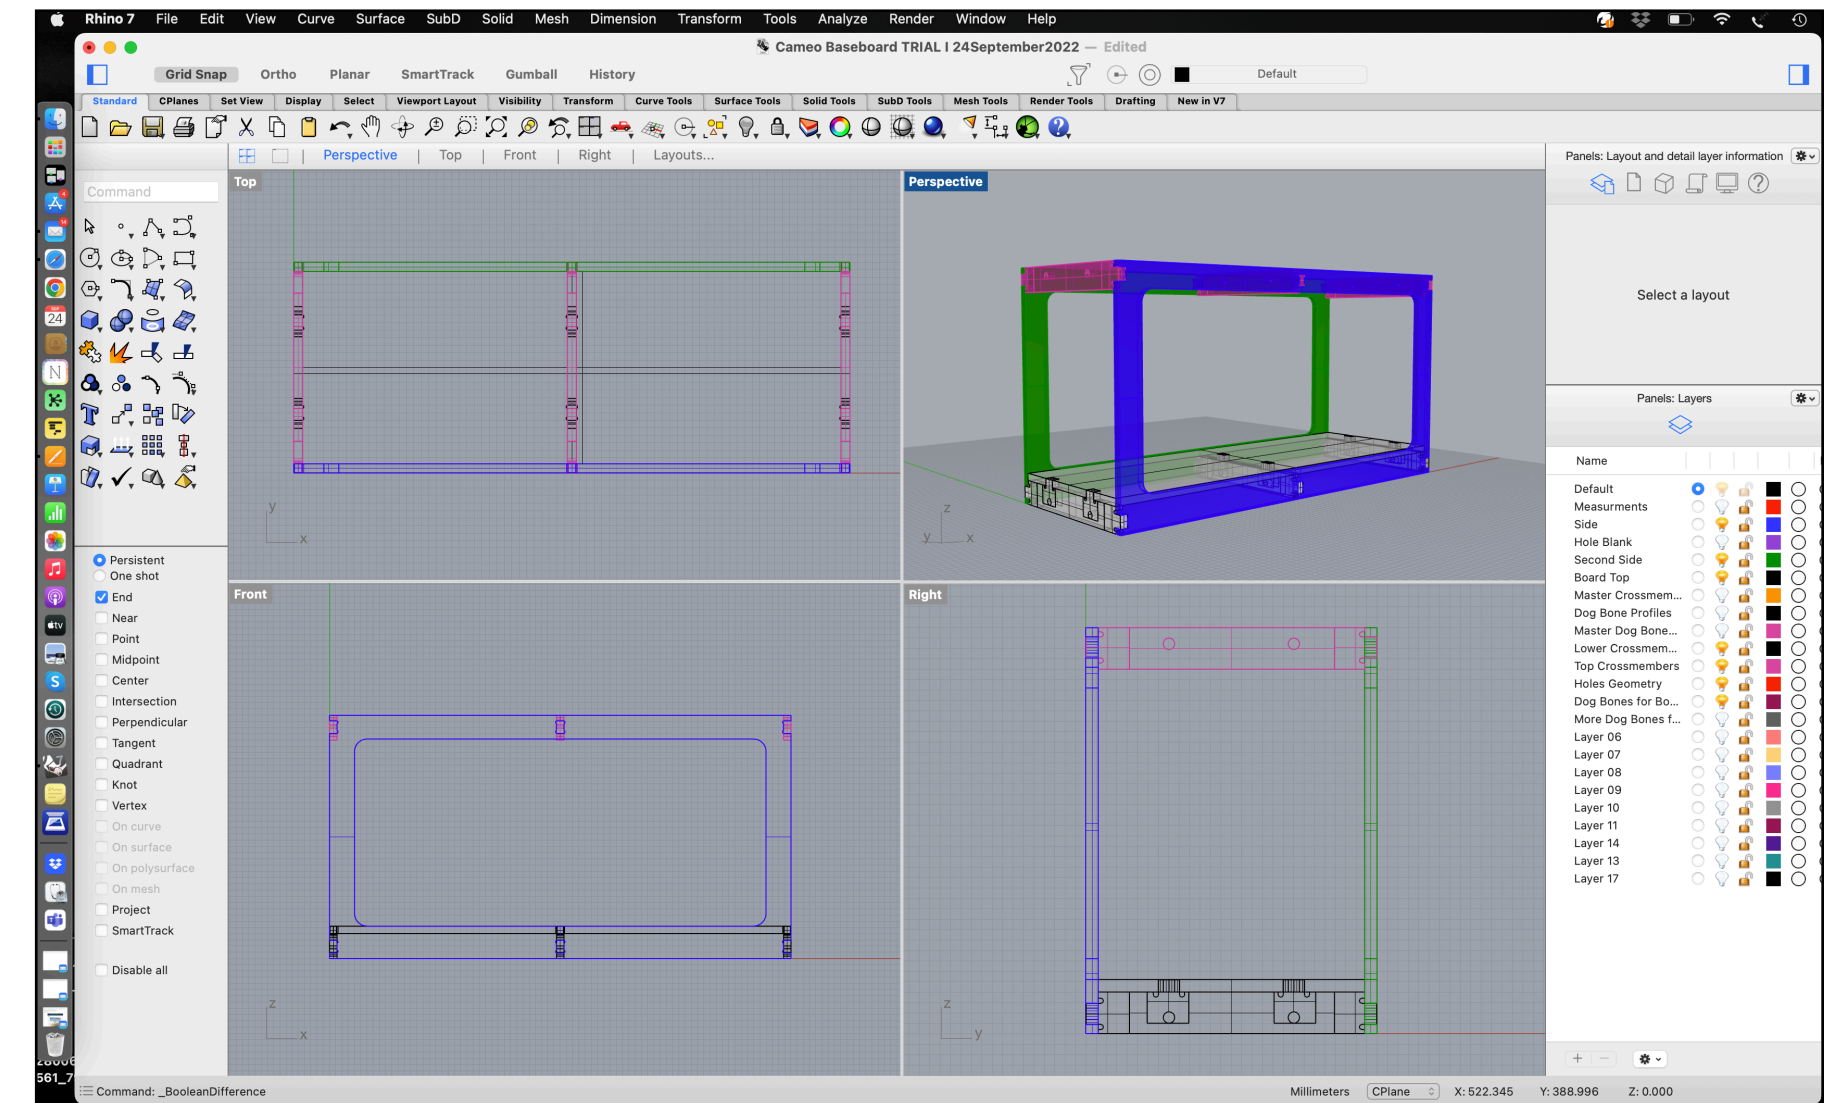 Rhino 7 File Edit View Curve Surface SubD Solid Mesh Dimension Transform Tools Analyze Render Window Help
Cameo Baseboard TRIAL I 24September2022 — Edited
Grid Snap Ortho Planar SmartTrack Gumball History
Default
Standard CPlanes Set View Display Select Viewport Layout Visibility Transform Curve Tools Surface Tools Solid Tools SubD Tools Mesh Tools Render Tools Drafting New in V7
Perspective | Top | Front | Right | Layouts...
Panels: Layout and detail layer information
Command
Top
Perspective
Select a layout
24
Panels: Layers
Name
Default
Measurments
Side
Hole Blank
Second Side
Board Top
Master Crossmem...
Dog Bone Profiles
Master Dog Bone...
Lower Crossmem...
Top Crossmembers
Holes Geometry
Dog Bones for Bo...
More Dog Bones f...
Layer 06
Layer 07
Layer 08
Layer 09
Layer 10
Layer 11
Layer 14
Layer 13
Layer 17
y
x
z
y
x
Persistent
One shot
End
Near
Point
Midpoint
Center
Intersection
Perpendicular
Tangent
Quadrant
Knot
Vertex
On curve
On surface
On polysurface
On mesh
Project
SmartTrack
Disable all
Front
Right
z
x
z
y
tv
561_7
Command: _BooleanDifference
Millimeters CPlane X: 522.345 Y: 388.996 Z: 0.000